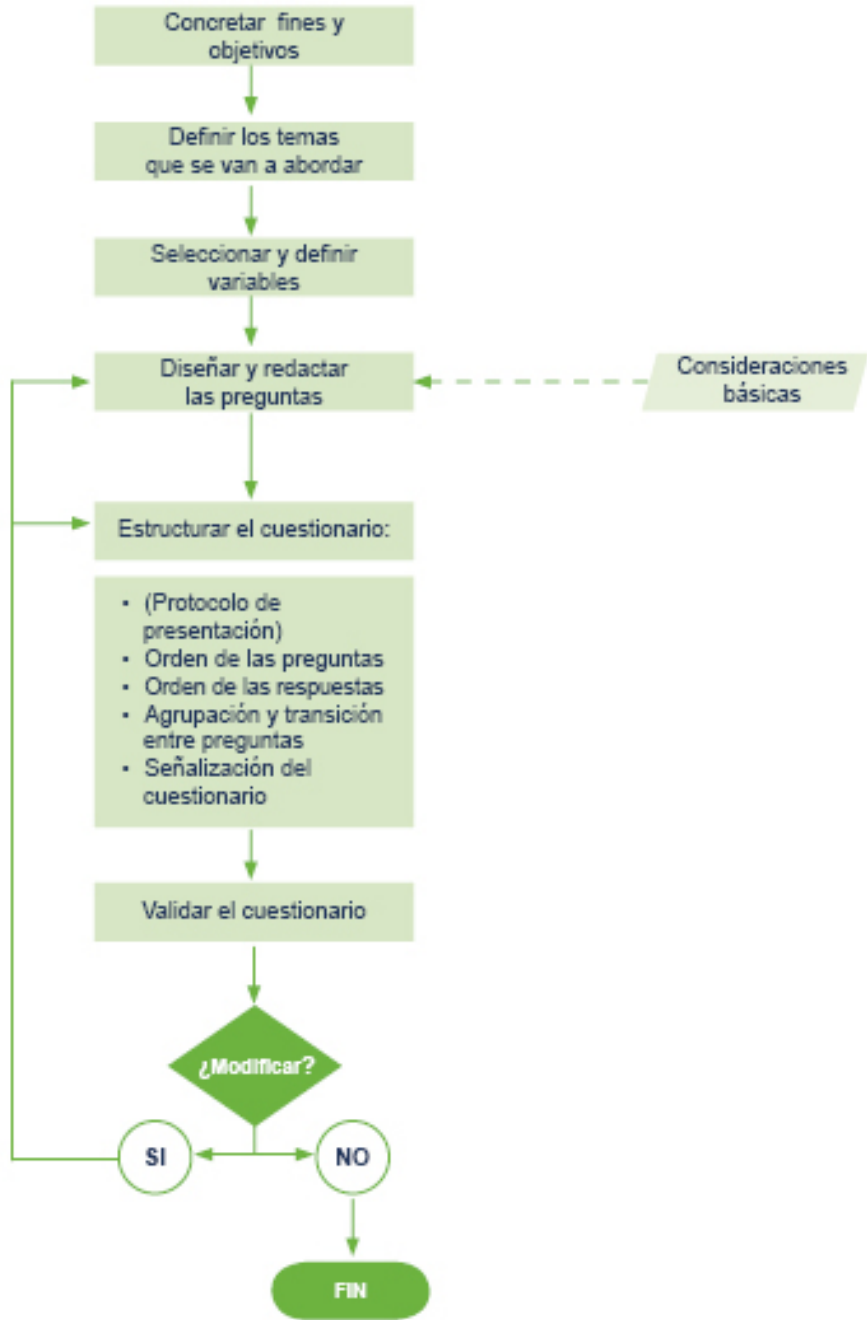 Concretar fines y
objetivos
Definir los temas
que se van a abordar
Seleccionar y definir
variables
Diseñar y redactar
las preguntas
Consideraciones
básicas
Estructurar el cuestionario:
• (Protocolo de
presentación)
• Orden de las preguntas
• Orden de las respuestas
• Agrupación y transición
entre preguntas
• Señalización del
cuestionario
Validar el cuestionario
¿Modificar?
SI
NO
FIN